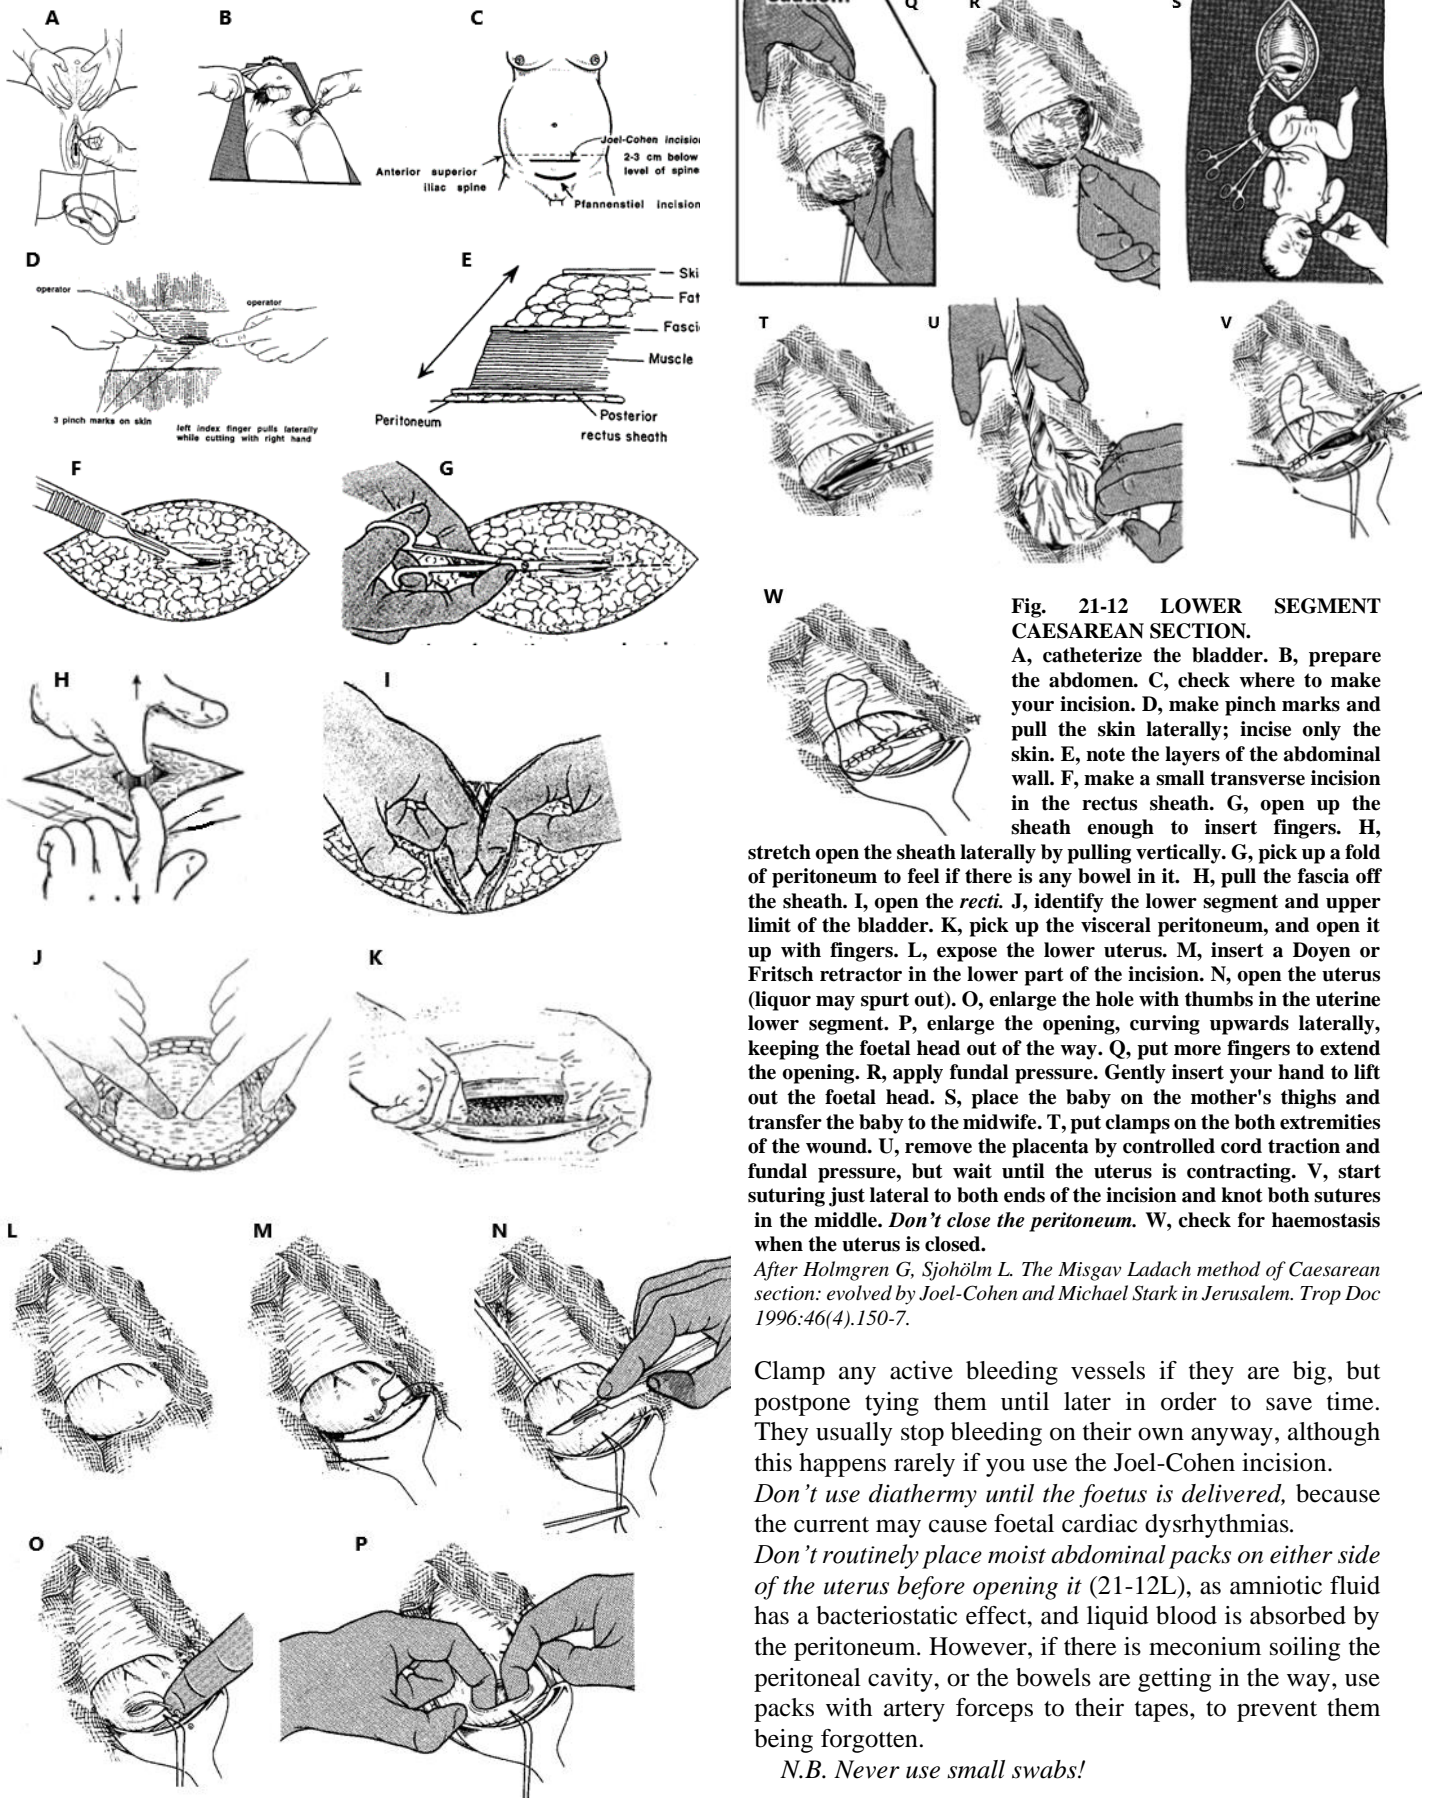 A
B
C
Joel-Cohen incision
2-3 cm below
level of spine
Anterior superior
iliac spine
Pfannenstiel incision
D
operator
operator
3 pinch marks on skin
left index finger pulls laterally
while cutting with right hand
E
Ski
Fat
Fasci
Muscle
Peritoneum
Posterior
rectus sheath
F
G
H
I
J
K
L
M
N
O
P
Q
R
S
T
U
V
W
Fig. 21-12 LOWER SEGMENT
CAESAREAN SECTION.
A, catheterize the bladder. B, prepare
the abdomen. C, check where to make
your incision. D, make pinch marks and
pull the skin laterally; incise only the
skin. E, note the layers of the abdominal
wall. F, make a small transverse incision
in the rectus sheath. G, open up the
sheath enough to insert fingers. H,
stretch open the sheath laterally by pulling vertically. G, pick up a fold
of peritoneum to feel if there is any bowel in it. H, pull the fascia off
the sheath. I, open the recti. J, identify the lower segment and upper
limit of the bladder. K, pick up the visceral peritoneum, and open it
up with fingers. L, expose the lower uterus. M, insert a Doyen or
Fritsch retractor in the lower part of the incision. N, open the uterus
(liquor may spurt out). O, enlarge the hole with thumbs in the uterine
lower segment. P, enlarge the opening, curving upwards laterally,
keeping the foetal head out of the way. Q, put more fingers to extend
the opening. R, apply fundal pressure. Gently insert your hand to lift
out the foetal head. S, place the baby on the mother's thighs and
transfer the baby to the midwife. T, put clamps on the both extremities
of the wound. U, remove the placenta by controlled cord traction and
fundal pressure, but wait until the uterus is contracting. V, start
suturing just lateral to both ends of the incision and knot both sutures
in the middle. Don't close the peritoneum. W, check for haemostasis
when the uterus is closed.
After Holmgren G, Sjohölm L. The Misgav Ladach method of Caesarean
section: evolved by Joel-Cohen and Michael Stark in Jerusalem. Trop Doc
1996:46(4).150-7.
Clamp any active bleeding vessels if they are big, but
postpone tying them until later in order to save time.
They usually stop bleeding on their own anyway, although
this happens rarely if you use the Joel-Cohen incision.
Don't use diathermy until the foetus is delivered, because
the current may cause foetal cardiac dysrhythmias.
Don't routinely place moist abdominal packs on either side
of the uterus before opening it (21-12L), as amniotic fluid
has a bacteriostatic effect, and liquid blood is absorbed by
the peritoneum. However, if there is meconium soiling the
peritoneal cavity, or the bowels are getting in the way, use
packs with artery forceps to their tapes, to prevent them
being forgotten.
N.B. Never use small swabs!